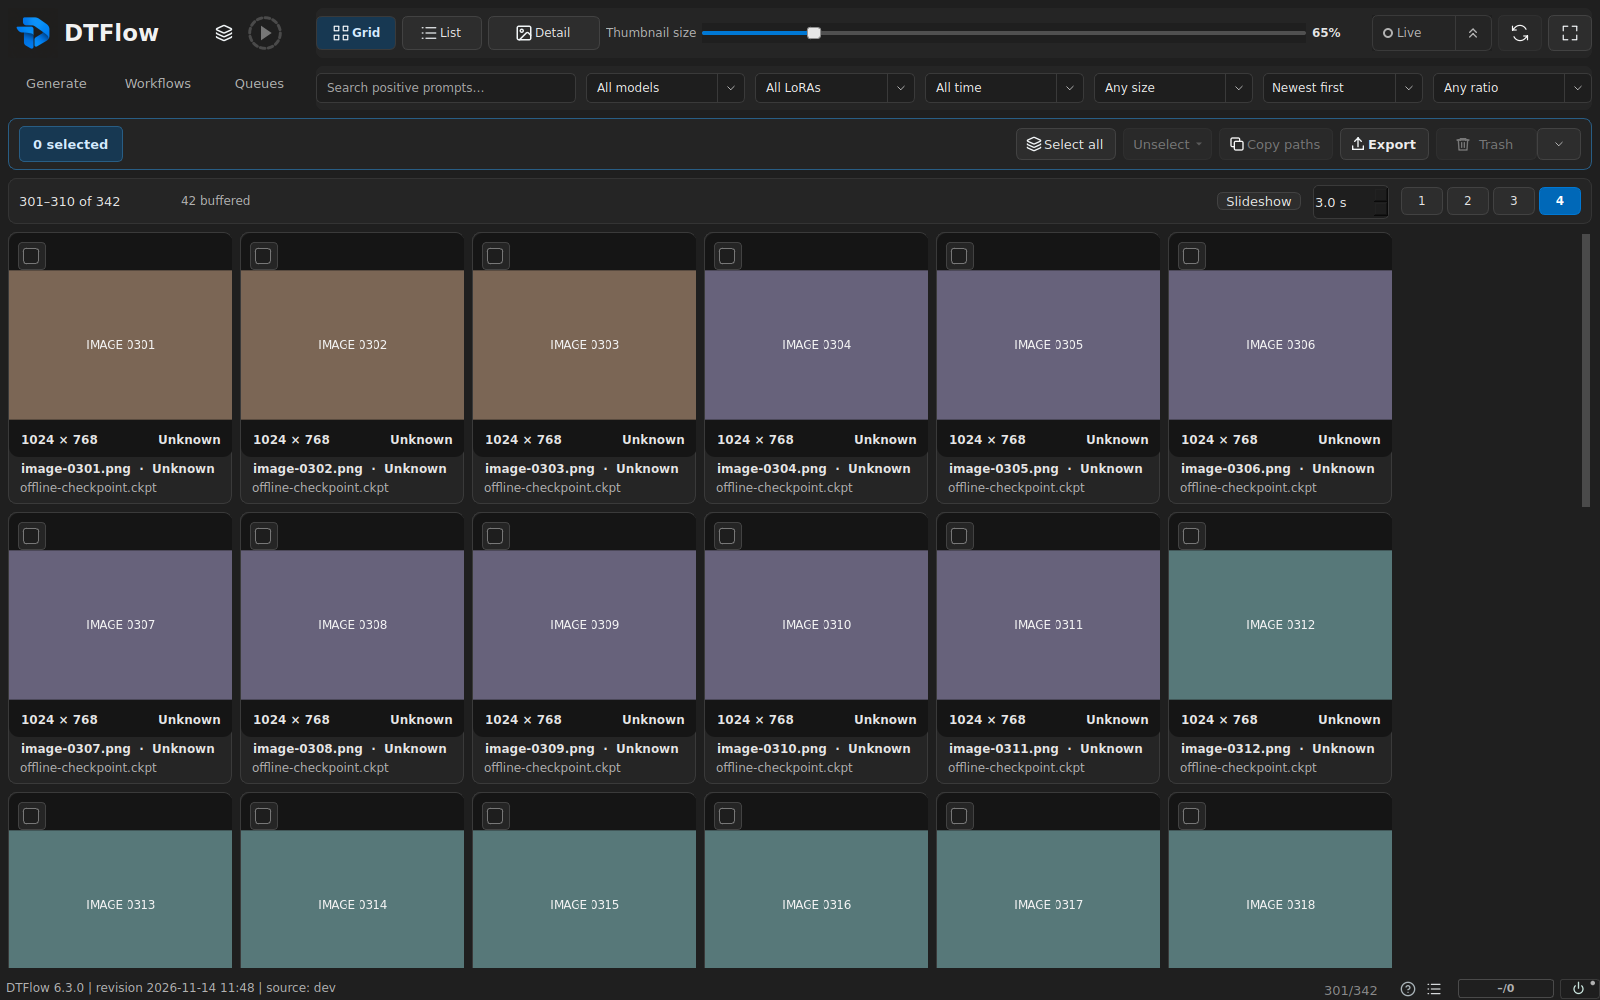 DTFlow
Grid
List
Detail
Thumbnail size
65%
Live
Generate
Workflows
Queues
Search positive prompts...
All models
All LoRAs
All time
Any size
Newest first
Any ratio
0 selected
Select all
Unselect
Copy paths
Export
Trash
301–310 of 342
42 buffered
Slideshow
3.0 s
1
2
3
4
IMAGE 0301
IMAGE 0302
IMAGE 0303
IMAGE 0304
IMAGE 0305
IMAGE 0306
1024 × 768 Unknown
1024 × 768 Unknown
1024 × 768 Unknown
1024 × 768 Unknown
1024 × 768 Unknown
1024 × 768 Unknown
image-0301.png · Unknown
image-0302.png · Unknown
image-0303.png · Unknown
image-0304.png · Unknown
image-0305.png · Unknown
image-0306.png · Unknown
offline-checkpoint.ckpt
offline-checkpoint.ckpt
offline-checkpoint.ckpt
offline-checkpoint.ckpt
offline-checkpoint.ckpt
offline-checkpoint.ckpt
IMAGE 0307
IMAGE 0308
IMAGE 0309
IMAGE 0310
IMAGE 0311
IMAGE 0312
1024 × 768 Unknown
1024 × 768 Unknown
1024 × 768 Unknown
1024 × 768 Unknown
1024 × 768 Unknown
1024 × 768 Unknown
image-0307.png · Unknown
image-0308.png · Unknown
image-0309.png · Unknown
image-0310.png · Unknown
image-0311.png · Unknown
image-0312.png · Unknown
offline-checkpoint.ckpt
offline-checkpoint.ckpt
offline-checkpoint.ckpt
offline-checkpoint.ckpt
offline-checkpoint.ckpt
offline-checkpoint.ckpt
IMAGE 0313
IMAGE 0314
IMAGE 0315
IMAGE 0316
IMAGE 0317
IMAGE 0318
DTFlow 6.3.0 | revision 2026-11-14 11:48 | source: dev
301/342
–/0